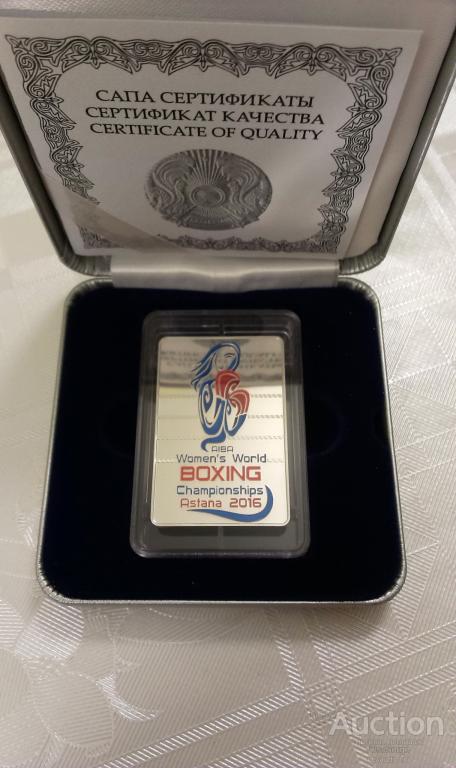 САПА СЕРТИФИКАТЫ
СЕРТИФИКАТ КАЧЕСТВА
CERTIFICATE OF QUALITY
AIBA
Women's World
BOXING
Championships
Astana 2016
Auction